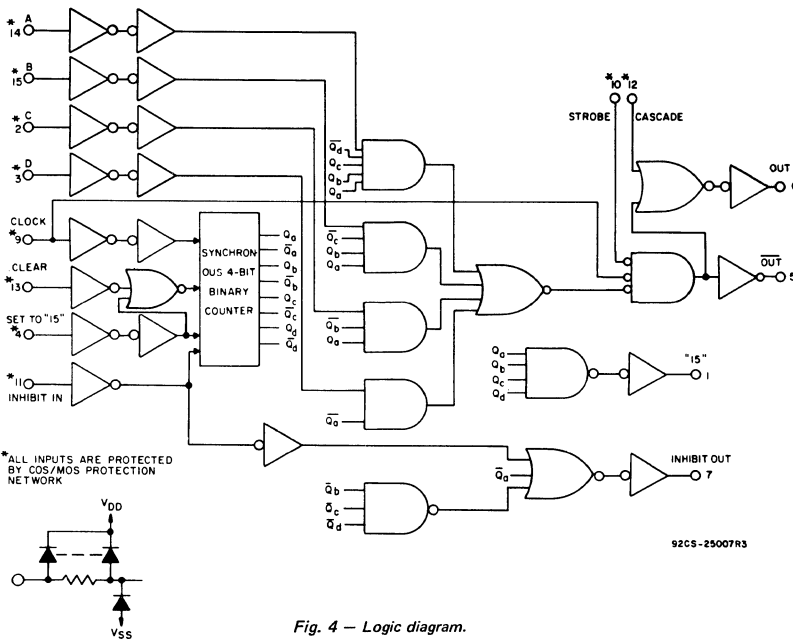 A
*14
B
*15
C
*2
D
*3
CLOCK
*9
CLEAR
*13
SET TO "15"
*4
*11
INHIBIT IN
SYNCHRON-
OUS 4-BIT
BINARY
COUNTER
Qa
Q̅a
Qb
Q̅b
Qc
Q̅c
Qd
Q̅d
Q̅d
Qc
Qb
Qa
Q̅c
Qb
Qa
Q̅b
Qa
Q̅a
*10 *12
STROBE CASCADE
OUT
O̅U̅T̅
5
Qa
Qb
Qc
Qd
"15"
1
Q̅a
INHIBIT OUT
7
Q̅b
Q̅c
Q̅d
*ALL INPUTS ARE PROTECTED
BY COS/MOS PROTECTION
NETWORK
VDD
VSS
92CS-25007R3
Fig. 4 — Logic diagram.